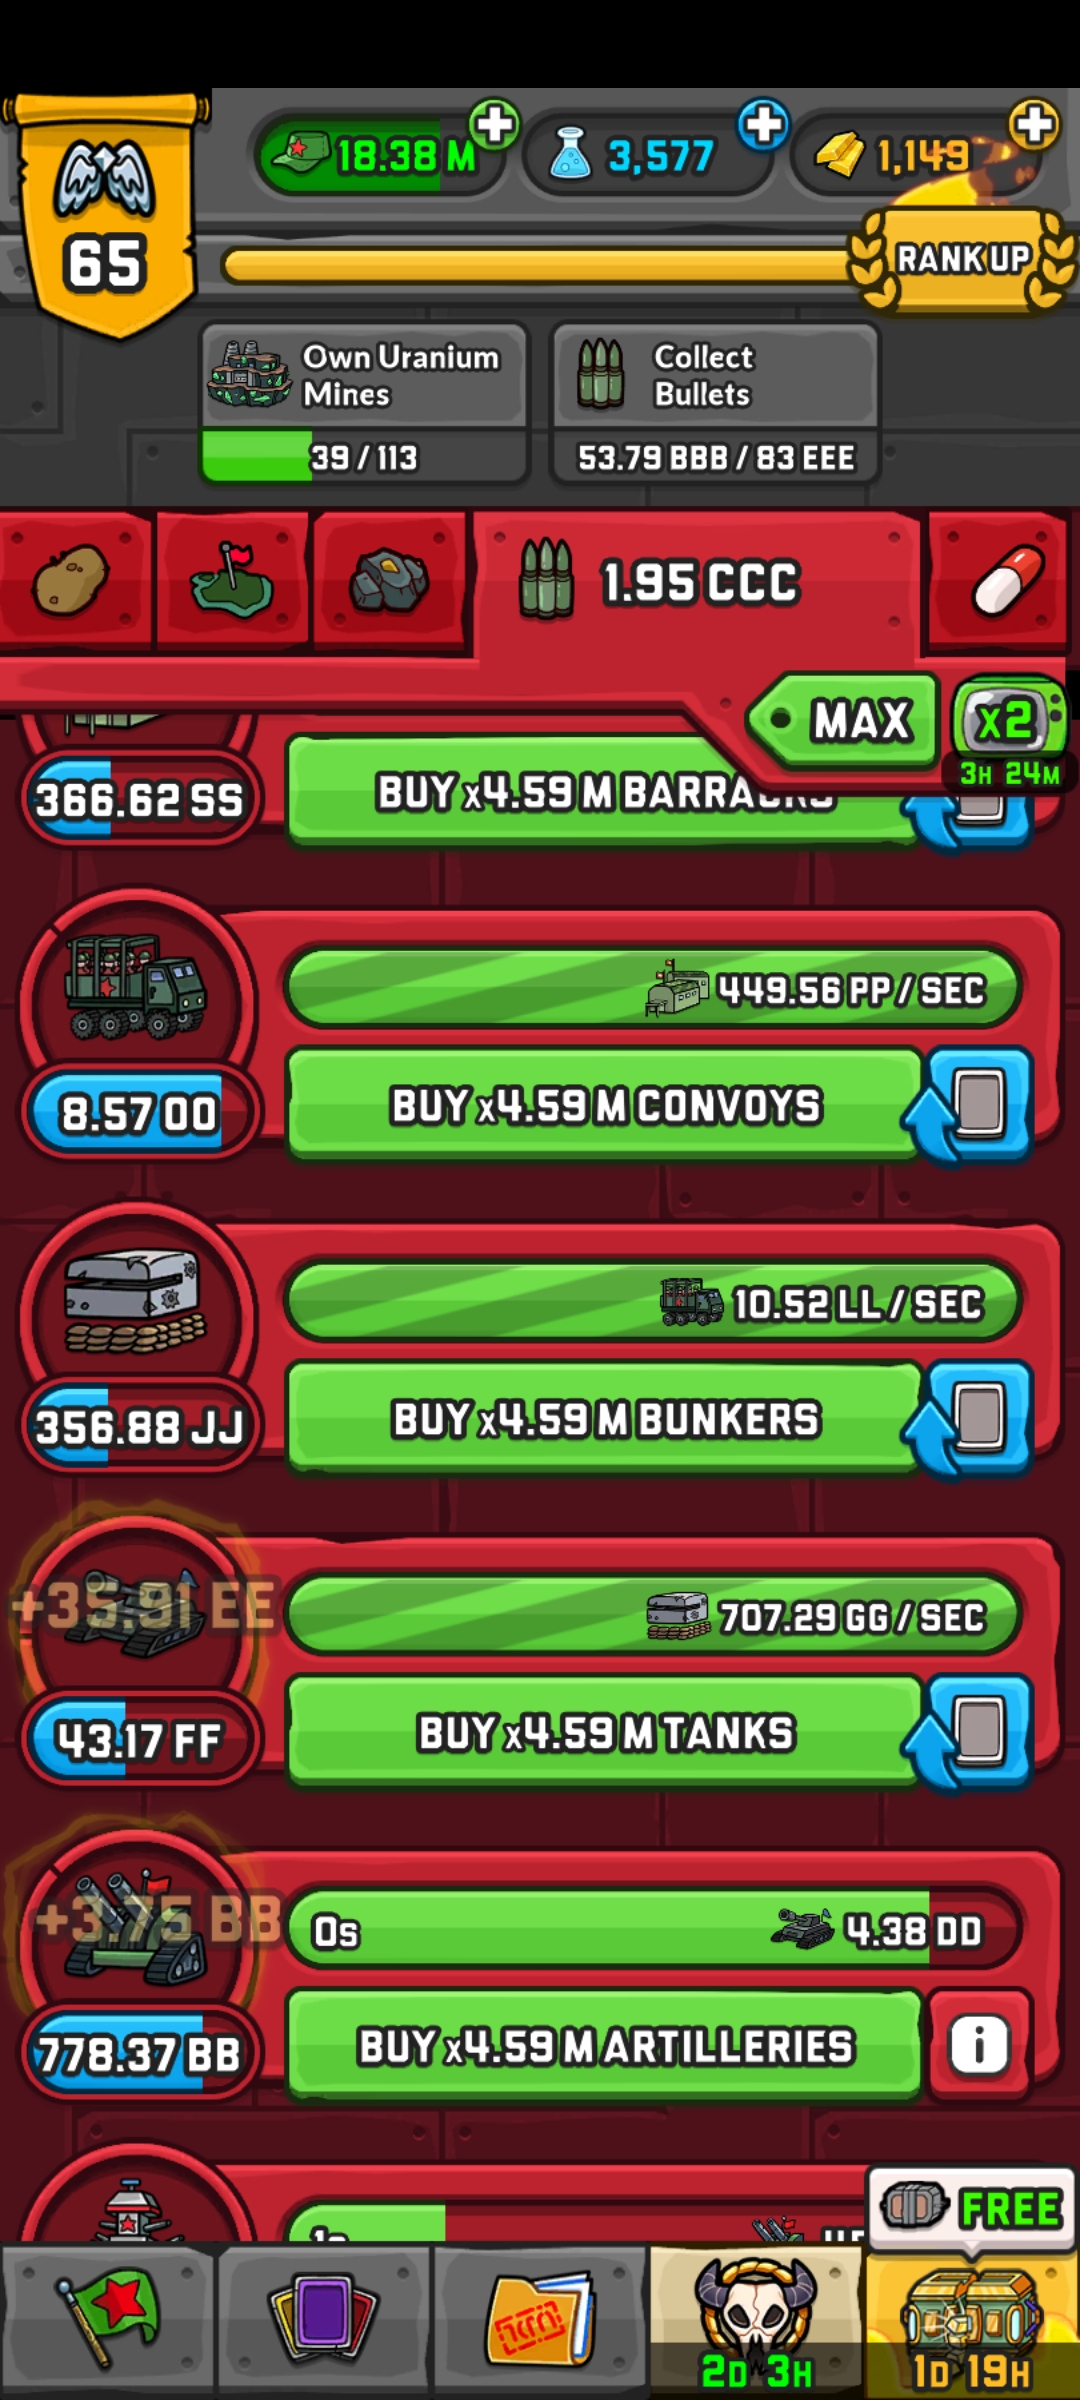 18.38 M
3,577
1,149
65
RANK UP
Own Uranium
Mines
39 / 113
Collect
Bullets
53.79 BBB / 83 EEE
1.95 CCC
MAX
x2
3H 24M
366.62 SS
BUY x4.59 M BARRACKS
449.56 PP / SEC
8.57 OO
BUY x4.59 M CONVOYS
10.52 LL / SEC
356.88 JJ
BUY x4.59 M BUNKERS
+35.91 EE
707.29 GG / SEC
43.17 FF
BUY x4.59 M TANKS
+3.75 BB
0s
4.38 DD
778.37 BB
BUY x4.59 M ARTILLERIES
i
1s
FREE
2D 3H
1D 19H